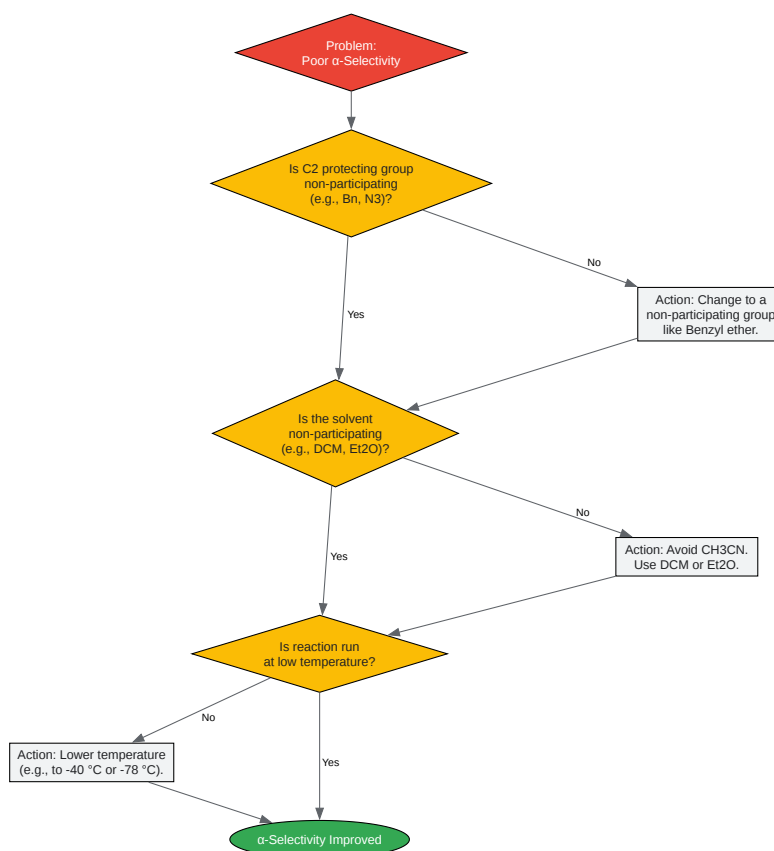 Problem:
Poor α-Selectivity
Is C2 protecting group
non-participating
(e.g., Bn, N3)?
No
Action: Change to a
non-participating group
like Benzyl ether.
Yes
Is the solvent
non-participating
(e.g., DCM, Et2O)?
No
Action: Avoid CH3CN.
Use DCM or Et2O.
Yes
Is reaction run
at low temperature?
No
Action: Lower temperature
(e.g., to -40 °C or -78 °C).
Yes
α-Selectivity Improved